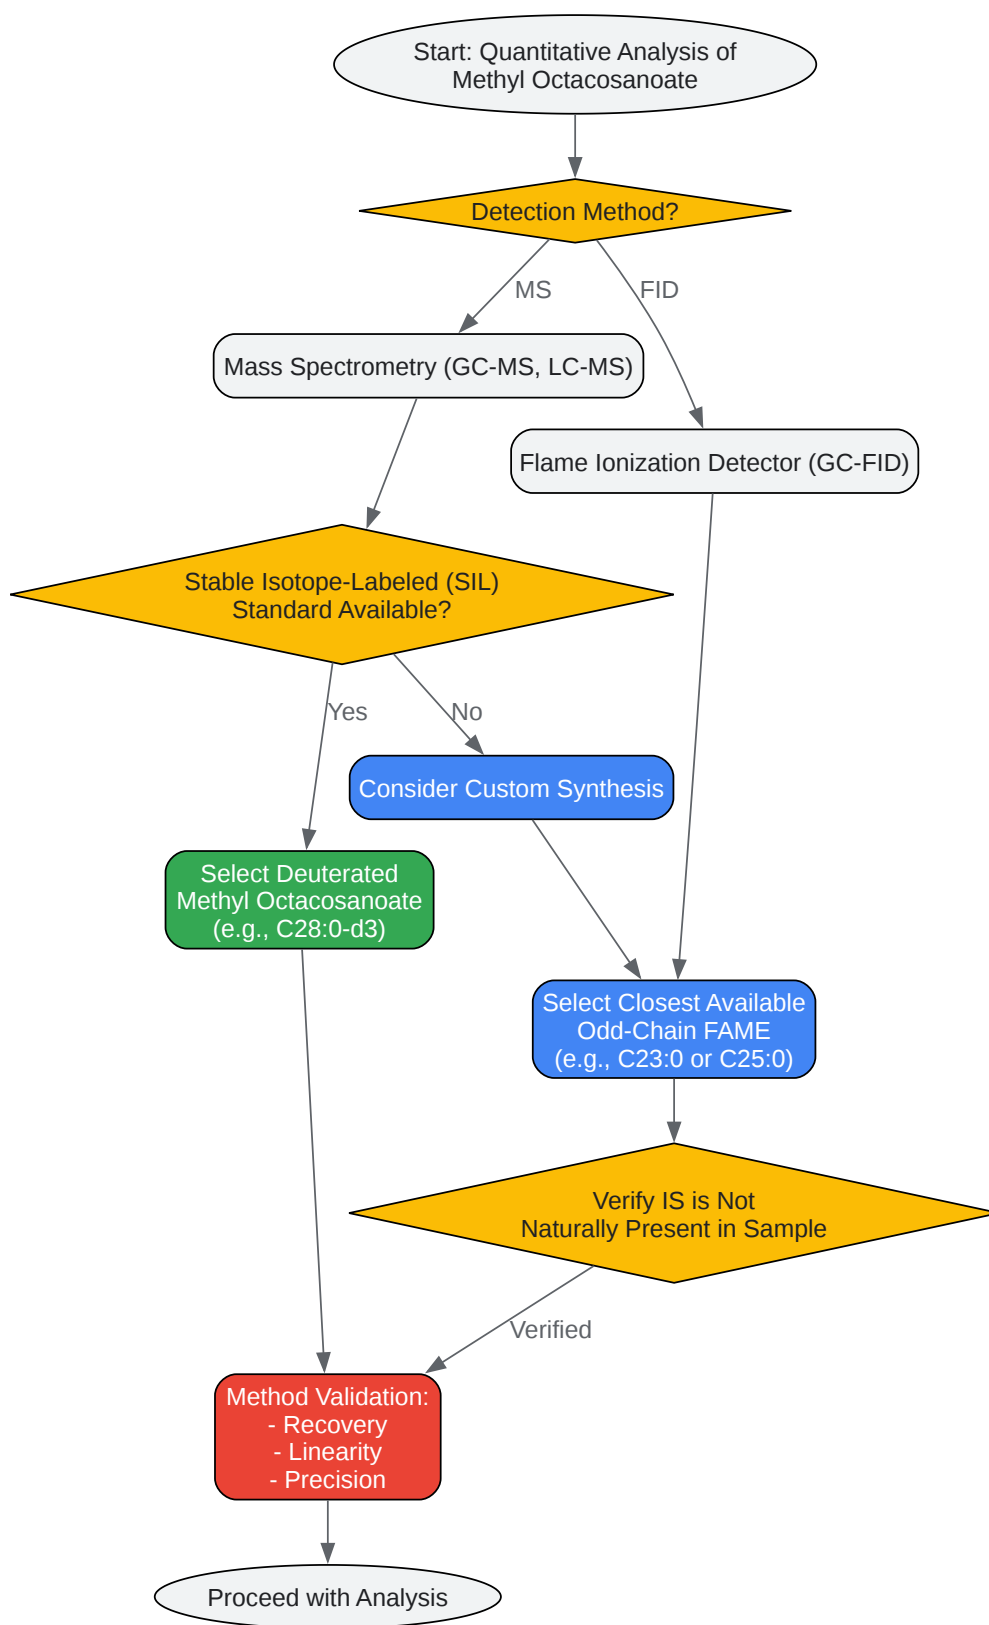 Start: Quantitative Analysis of
Methyl Octacosanoate
Detection Method?
MS
FID
Mass Spectrometry (GC-MS, LC-MS)
Flame Ionization Detector (GC-FID)
Stable Isotope-Labeled (SIL)
Standard Available?
Yes
No
Consider Custom Synthesis
Select Deuterated
Methyl Octacosanoate
(e.g., C28:0-d3)
Select Closest Available
Odd-Chain FAME
(e.g., C23:0 or C25:0)
Verify IS is Not
Naturally Present in Sample
Verified
Method Validation:
- Recovery
- Linearity
- Precision
Proceed with Analysis